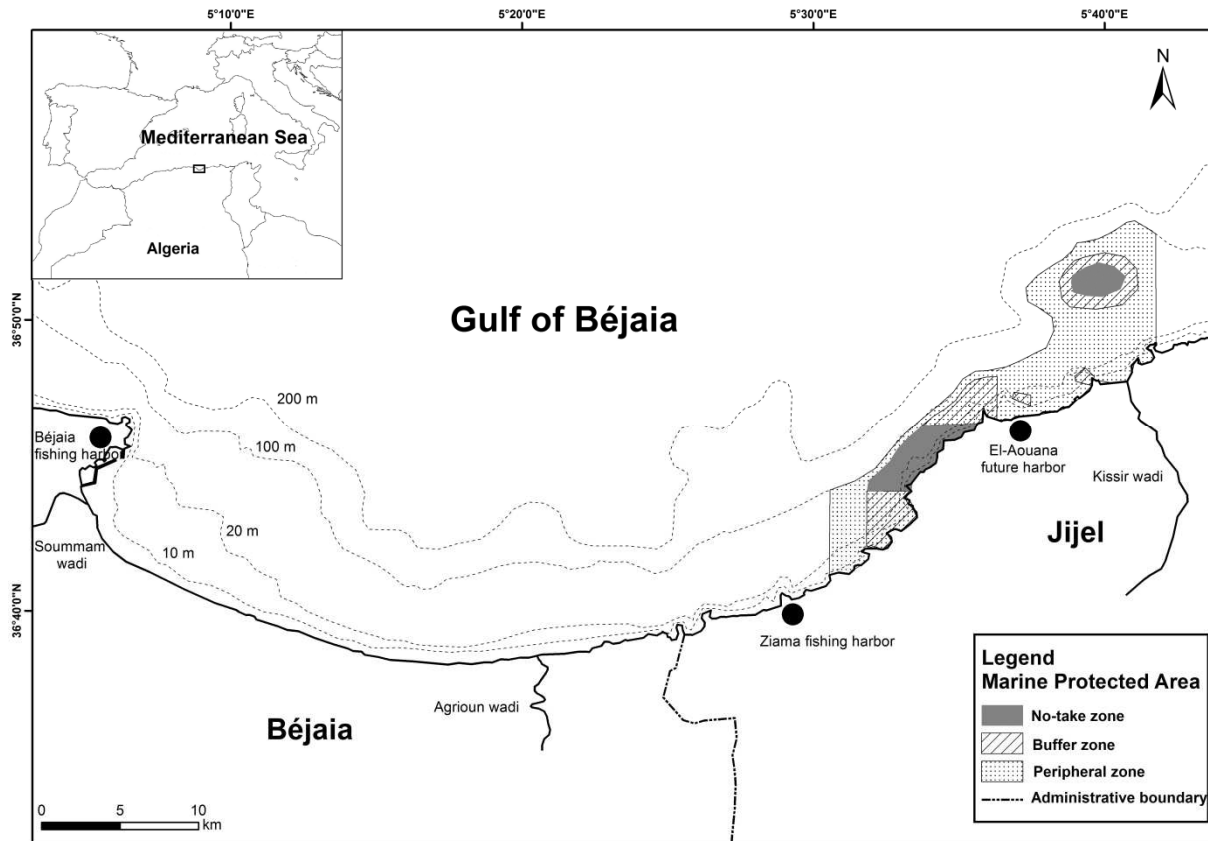 5°10'0"E
5°20'0"E
5°30'0"E
5°40'0"E
N
Mediterranean Sea
Algeria
36°50'0"N
Gulf of Béjaia
200 m
100 m
Béjaia
fishing harbor
El-Aouana
future harbor
Kissir wadi
20 m
Soummam
wadi
10 m
Jijel
36°40'0"N
Ziama fishing harbor
Agrioun wadi
Béjaia
Legend
Marine Protected Area
No-take zone
Buffer zone
Peripheral zone
Administrative boundary
0 5 10
km